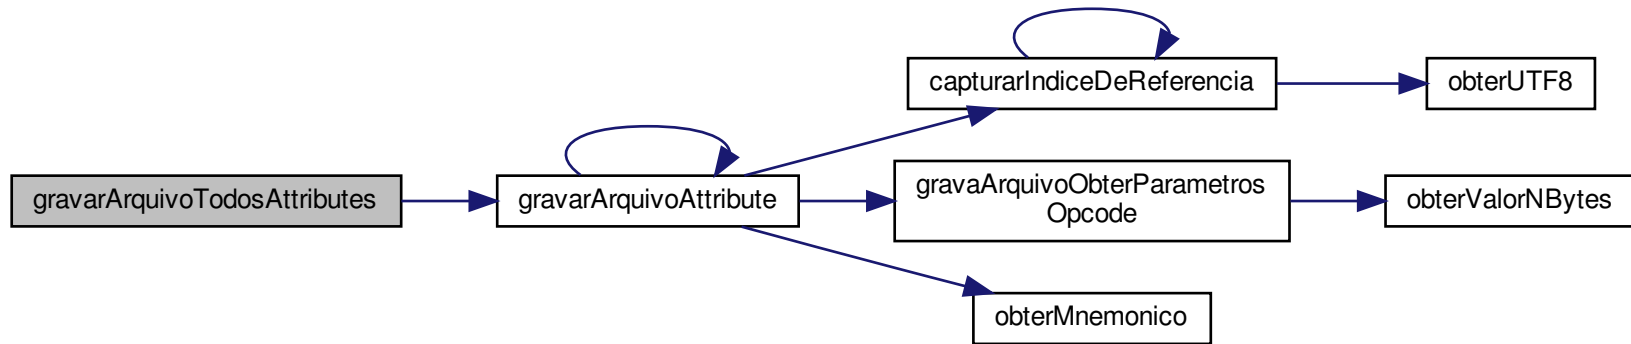 gravarArquivoTodosAttributes
gravarArquivoAttribute
capturarIndiceDeReferencia
obterUTF8
gravaArquivoObterParametros
Opcode
obterValorNBytes
obterMnemonico